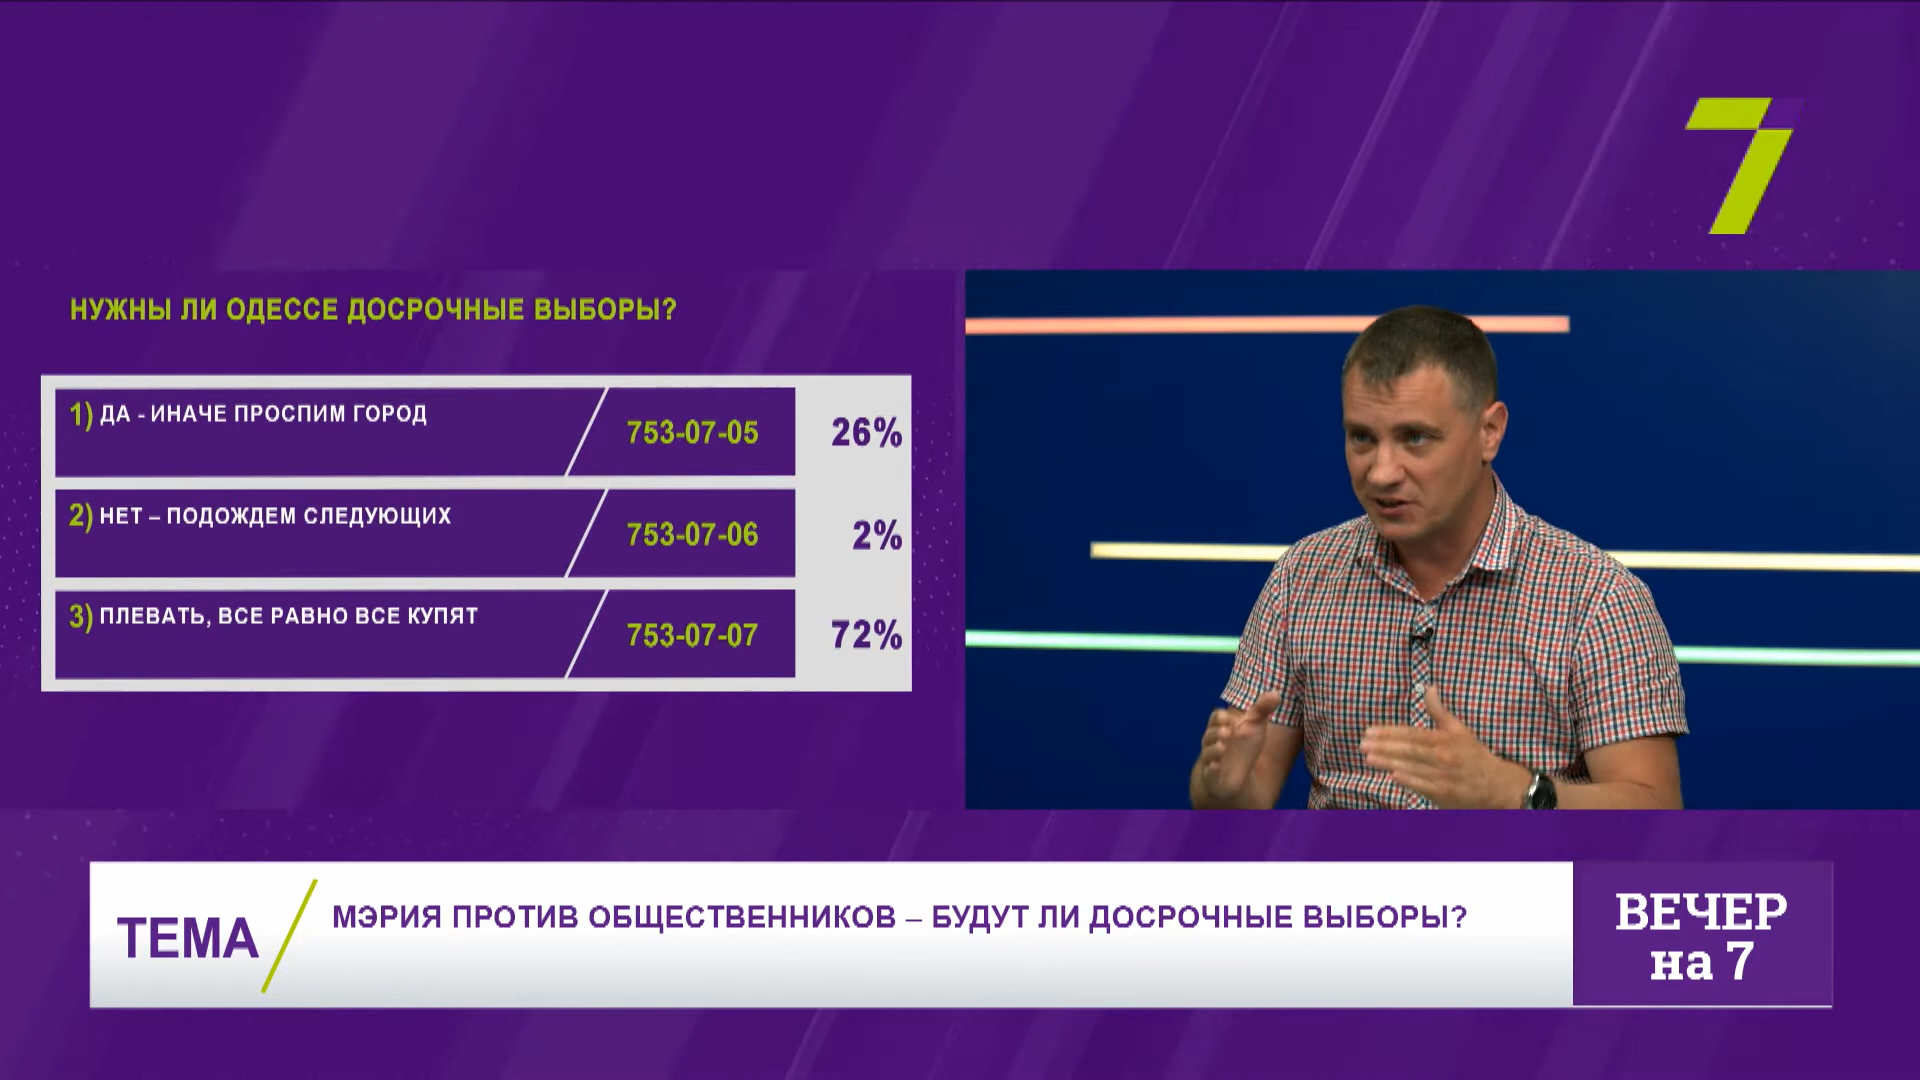 7
НУЖНЫ ЛИ ОДЕССЕ ДОСРОЧНЫЕ ВЫБОРЫ?
1) ДА - ИНАЧЕ ПРОСПИМ ГОРОД 753-07-05 26%
2) НЕТ – ПОДОЖДЕМ СЛЕДУЮЩИХ 753-07-06 2%
3) ПЛЕВАТЬ, ВСЕ РАВНО ВСЕ КУПЯТ 753-07-07 72%
ТЕМА
МЭРИЯ ПРОТИВ ОБЩЕСТВЕННИКОВ – БУДУТ ЛИ ДОСРОЧНЫЕ ВЫБОРЫ?
ВЕЧЕР
на 7